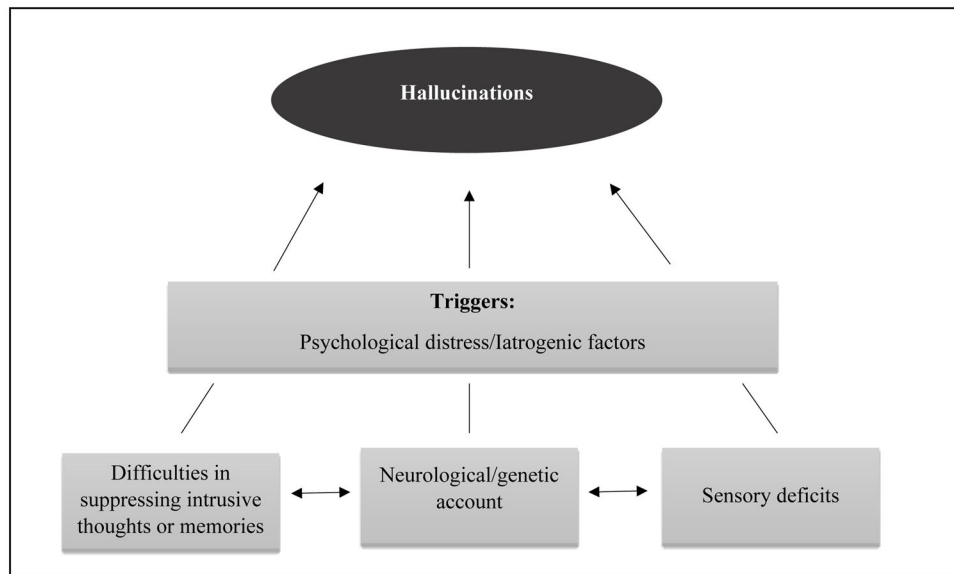 Hallucinations
Triggers:
Psychological distress/Iatrogenic factors
Difficulties in
suppressing intrusive
thoughts or memories
Neurological/genetic
account
Sensory deficits